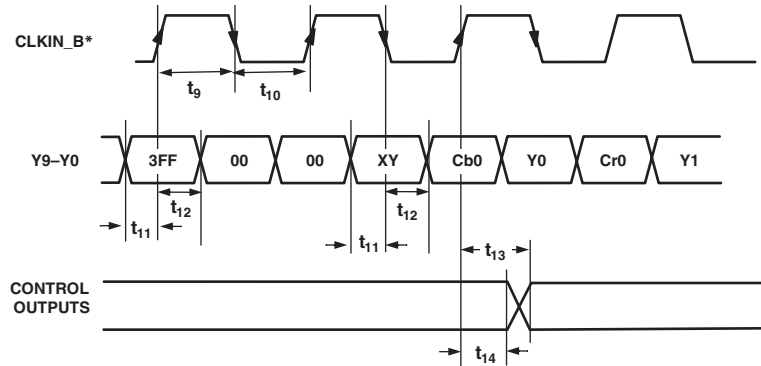 CLKIN_B*
t9
t10
Y9–Y0
3FF
00
00
XY
Cb0
Y0
Cr0
Y1
t12
t12
t11
t11
t13
CONTROL
OUTPUTS
t14